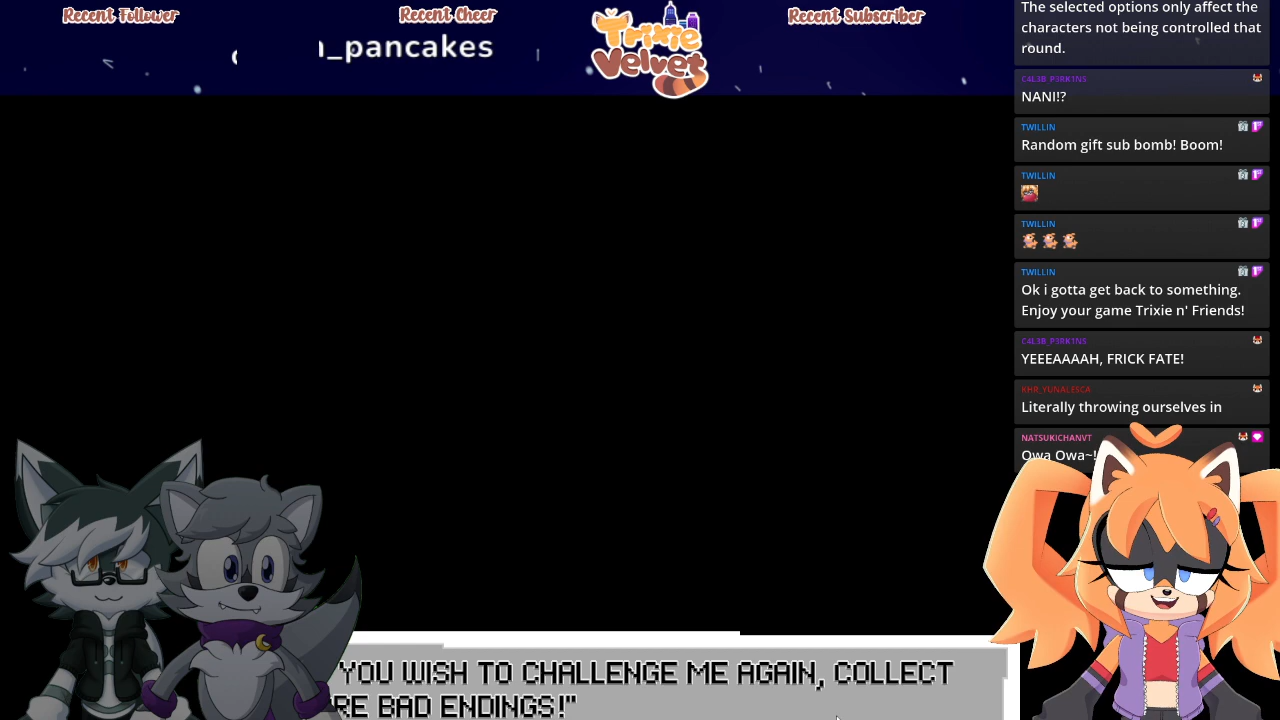 Recent Follower
Recent Cheer
_pancakes
Trixie Velvet
Recent Subscriber
The selected options only affect the
characters not being controlled that
round.
C4L3B_P3RK1NS
NANI!?
TWILLIN
Random gift sub bomb! Boom!
TWILLIN
TWILLIN
TWILLIN
Ok i gotta get back to something.
Enjoy your game Trixie n' Friends!
C4L3B_P3RK1NS
YEEEAAAAH, FRICK FATE!
KHR_YUNALESCA
Literally throwing ourselves in
NATSUKICHANVT
Owa Owa~!
YOU WISH TO CHALLENGE ME AGAIN, COLLECT
RE BAD ENDINGS!"